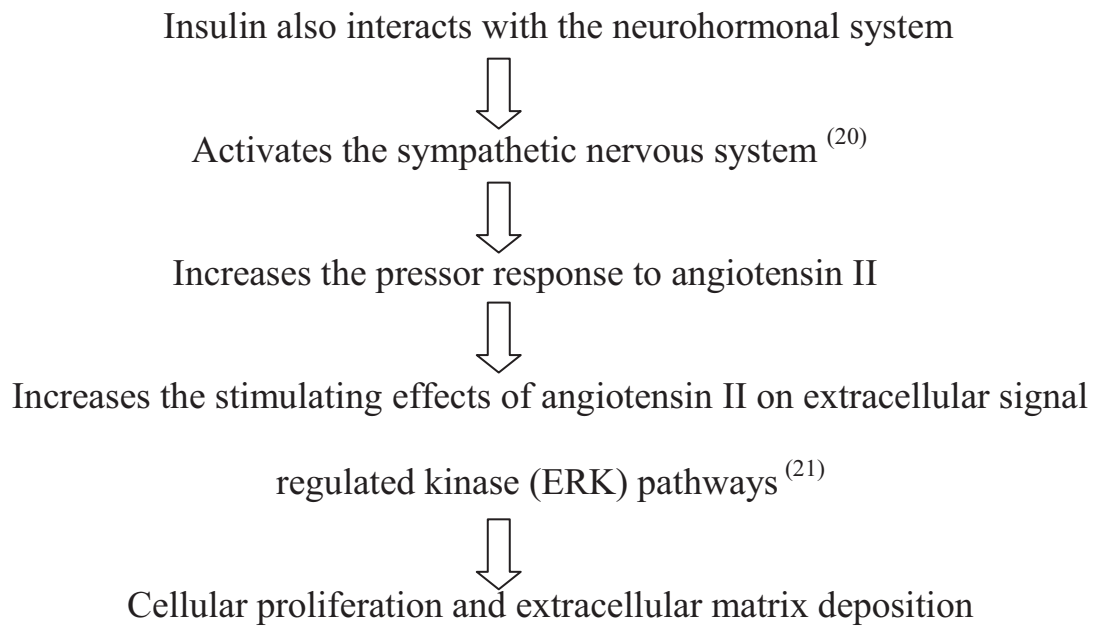 Insulin also interacts with the neurohormonal system
Activates the sympathetic nervous system (20)
Increases the pressor response to angiotensin II
Increases the stimulating effects of angiotensin II on extracellular signal
regulated kinase (ERK) pathways (21)
Cellular proliferation and extracellular matrix deposition